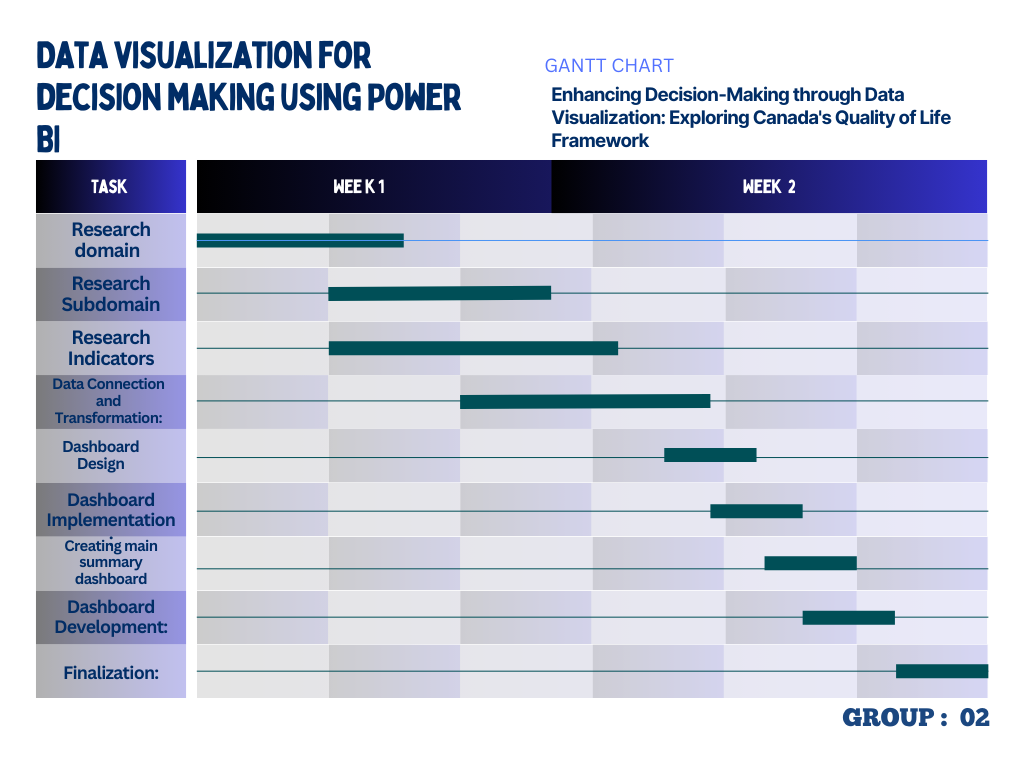 DATA VISUALIZATION FOR
DECISION MAKING USING POWER
BI
GANTT CHART
Enhancing Decision-Making through Data
Visualization: Exploring Canada's Quality of Life
Framework
TASK
WEEK 1
WEEK 2
Research
domain
Research
Subdomain
Research
Indicators
Data Connection
and
Transformation:
Dashboard
Design
Dashboard
Implementation
:
Creating main
summary
dashboard
Dashboard
Development:
Finalization:
GROUP : 02